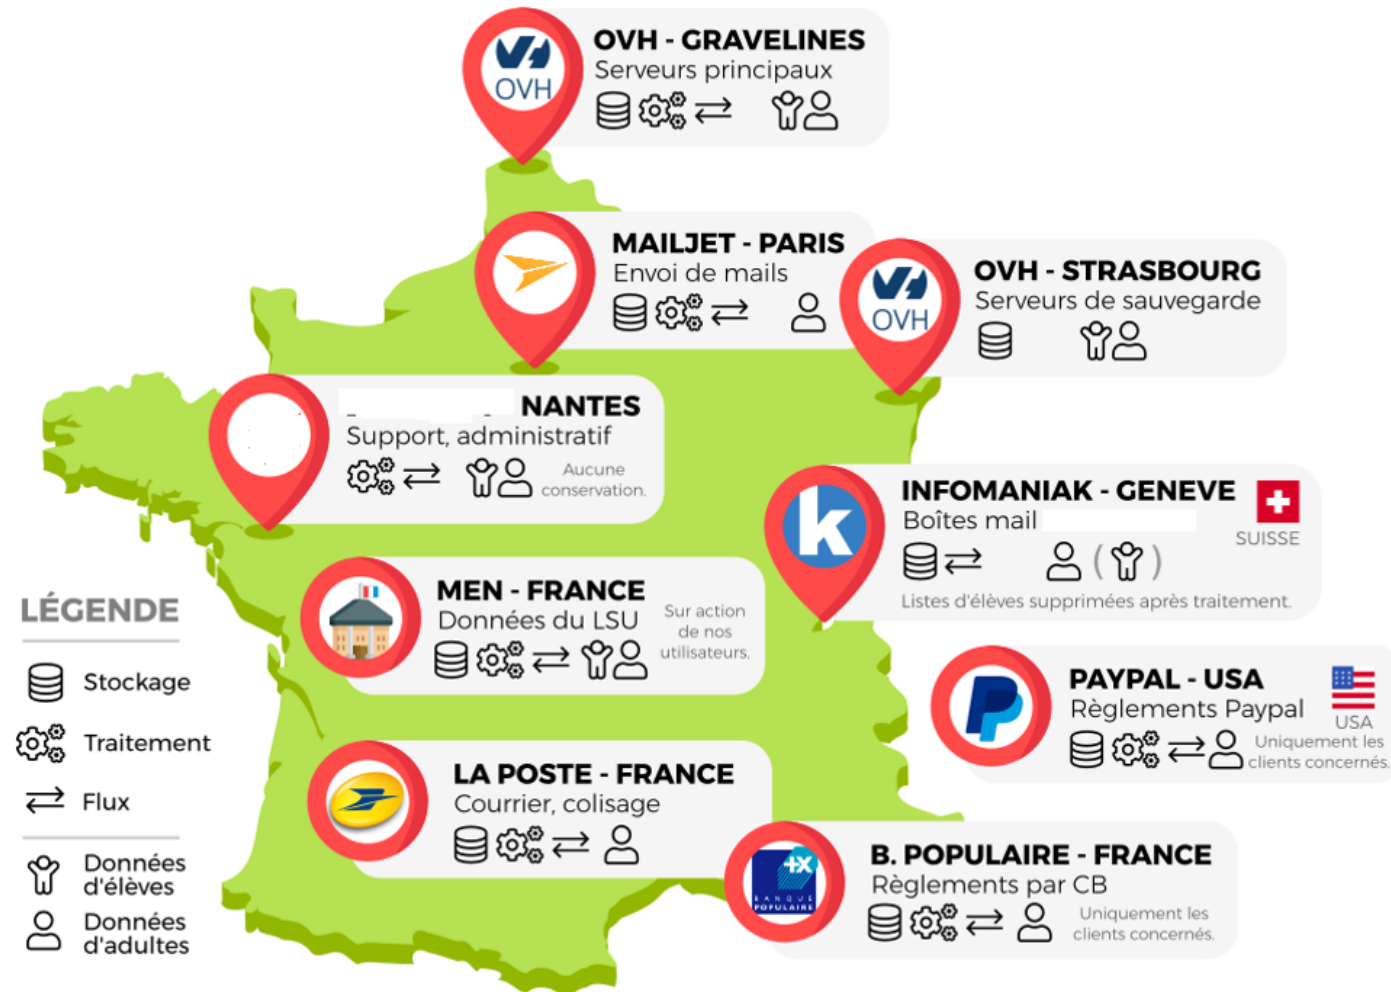 OVH
OVH - GRAVELINES
Serveurs principaux
MAILJET - PARIS
Envoi de mails
OVH
OVH - STRASBOURG
Serveurs de sauvegarde
NANTES
Support, administratif
Aucune
conservation.
k
INFOMANIAK - GENEVE
Boîtes mail
SUISSE
Listes d'élèves supprimées après traitement.
MEN - FRANCE
Données du LSU
Sur action
de nos
utilisateurs.
PAYPAL - USA
Règlements Paypal
USA
Uniquement les
clients concernés.
LA POSTE - FRANCE
Courrier, colisage
BANQUE
POPULAIRE
B. POPULAIRE - FRANCE
Règlements par CB
Uniquement les
clients concernés.
LÉGENDE
Stockage
Traitement
Flux
Données
d'élèves
Données
d'adultes